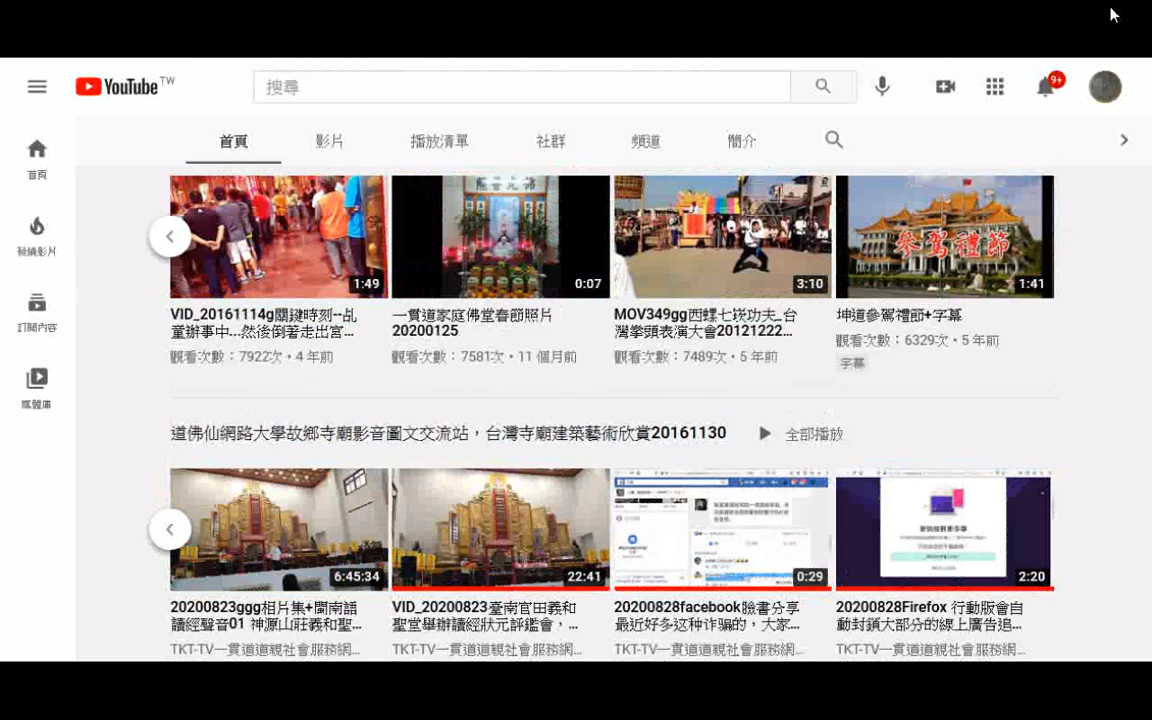 YouTube TW
搜尋
9+
首頁
影片
播放清單
社群
頻道
簡介
首頁
發燒影片
訂閱內容
媒體庫
1:49
0:07
3:10
參駕禮節
1:41
VID_20161114g關鍵時刻--乩
童辦事中...然後倒著走出宮...
觀看次數：7922次・4 年前
一貫道家庭佛堂春節照片
20200125
觀看次數：7581次・11 個月前
MOV349gg西螺七崁功夫_台
灣拳頭表演大會20121222...
觀看次數：7489次・5 年前
坤道參駕禮節+字幕
觀看次數：6329次・5 年前
字幕
道佛仙網路大學故鄉寺廟影音圖文交流站，台灣寺廟建築藝術欣賞20161130
全部播放
6:45:34
22:41
0:29
2:20
20200823ggg相片集+閩南語
讀經聲音01 神源山莊義和聖...
TKT-TV一貫道道親社會服務網...
VID_20200823臺南官田義和
聖堂舉辦讀經狀元評鑑會，...
TKT-TV一貫道道親社會服務網...
20200828facebook臉書分享
最近好多这种诈骗的，大家...
TKT-TV一貫道道親社會服務網...
20200828Firefox 行動版會自
動封鎖大部分的線上廣告追...
TKT-TV一貫道道親社會服務網...